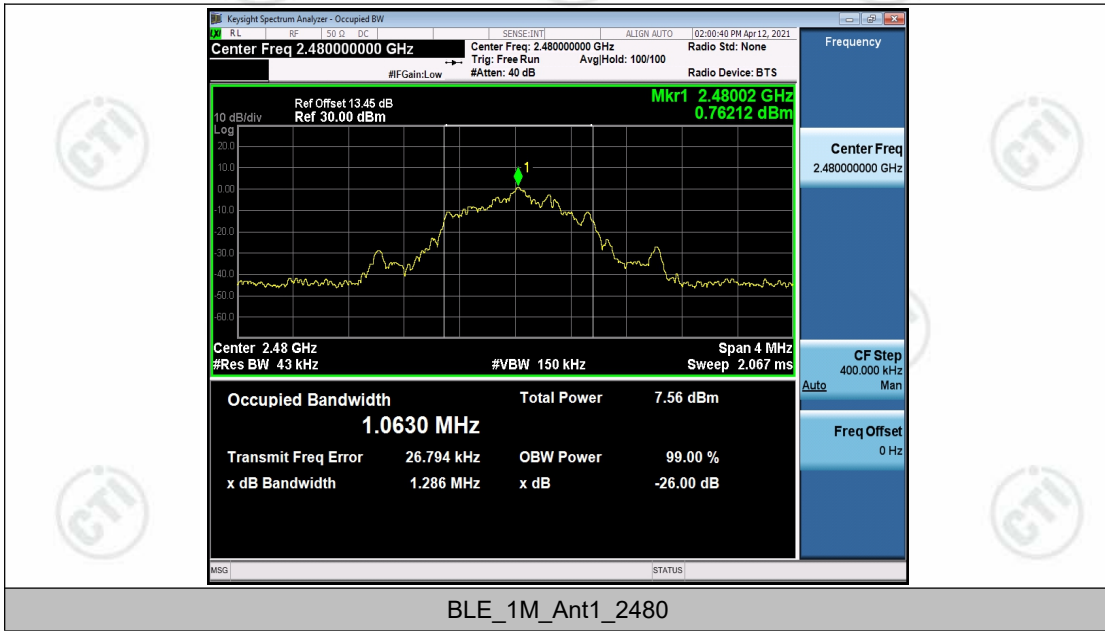 Keysight Spectrum Analyzer - Occupied BW
LXI RL RF 50 Ω DC SENSE:INT ALIGN AUTO 02:00:40 PM Apr 12, 2021
Center Freq 2.480000000 GHz
Center Freq: 2.480000000 GHz
Radio Std: None
Trig: Free Run Avg|Hold: 100/100
#IFGain:Low #Atten: 40 dB Radio Device: BTS
Frequency
Ref Offset 13.45 dB
Mkr1 2.48002 GHz
10 dB/div Ref 30.00 dBm 0.76212 dBm
Log
20.0
10.0
1
0.00
-10.0
-20.0
-30.0
-40.0
-50.0
-60.0
Center 2.48 GHz Span 4 MHz
#Res BW 43 kHz #VBW 150 kHz Sweep 2.067 ms
Center Freq
2.480000000 GHz
CF Step
400.000 kHz
Auto Man
Freq Offset
0 Hz
Occupied Bandwidth Total Power 7.56 dBm
1.0630 MHz
Transmit Freq Error 26.794 kHz OBW Power 99.00 %
x dB Bandwidth 1.286 MHz x dB -26.00 dB
MSG STATUS
BLE_1M_Ant1_2480
CTI
CTI
CTI
CTI